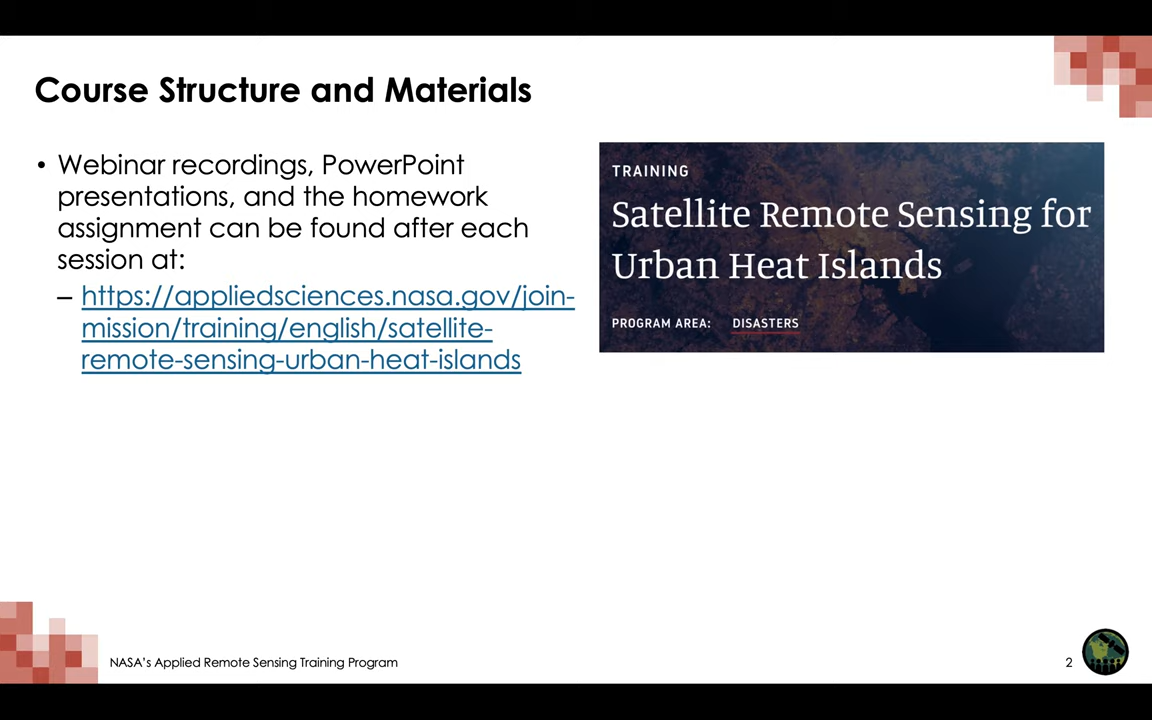 Course Structure and Materials
• Webinar recordings, PowerPoint
presentations, and the homework
assignment can be found after each
session at:
– https://appliedsciences.nasa.gov/join-
mission/training/english/satellite-
remote-sensing-urban-heat-islands
TRAINING
Satellite Remote Sensing for
Urban Heat Islands
PROGRAM AREA: DISASTERS
NASA's Applied Remote Sensing Training Program
2